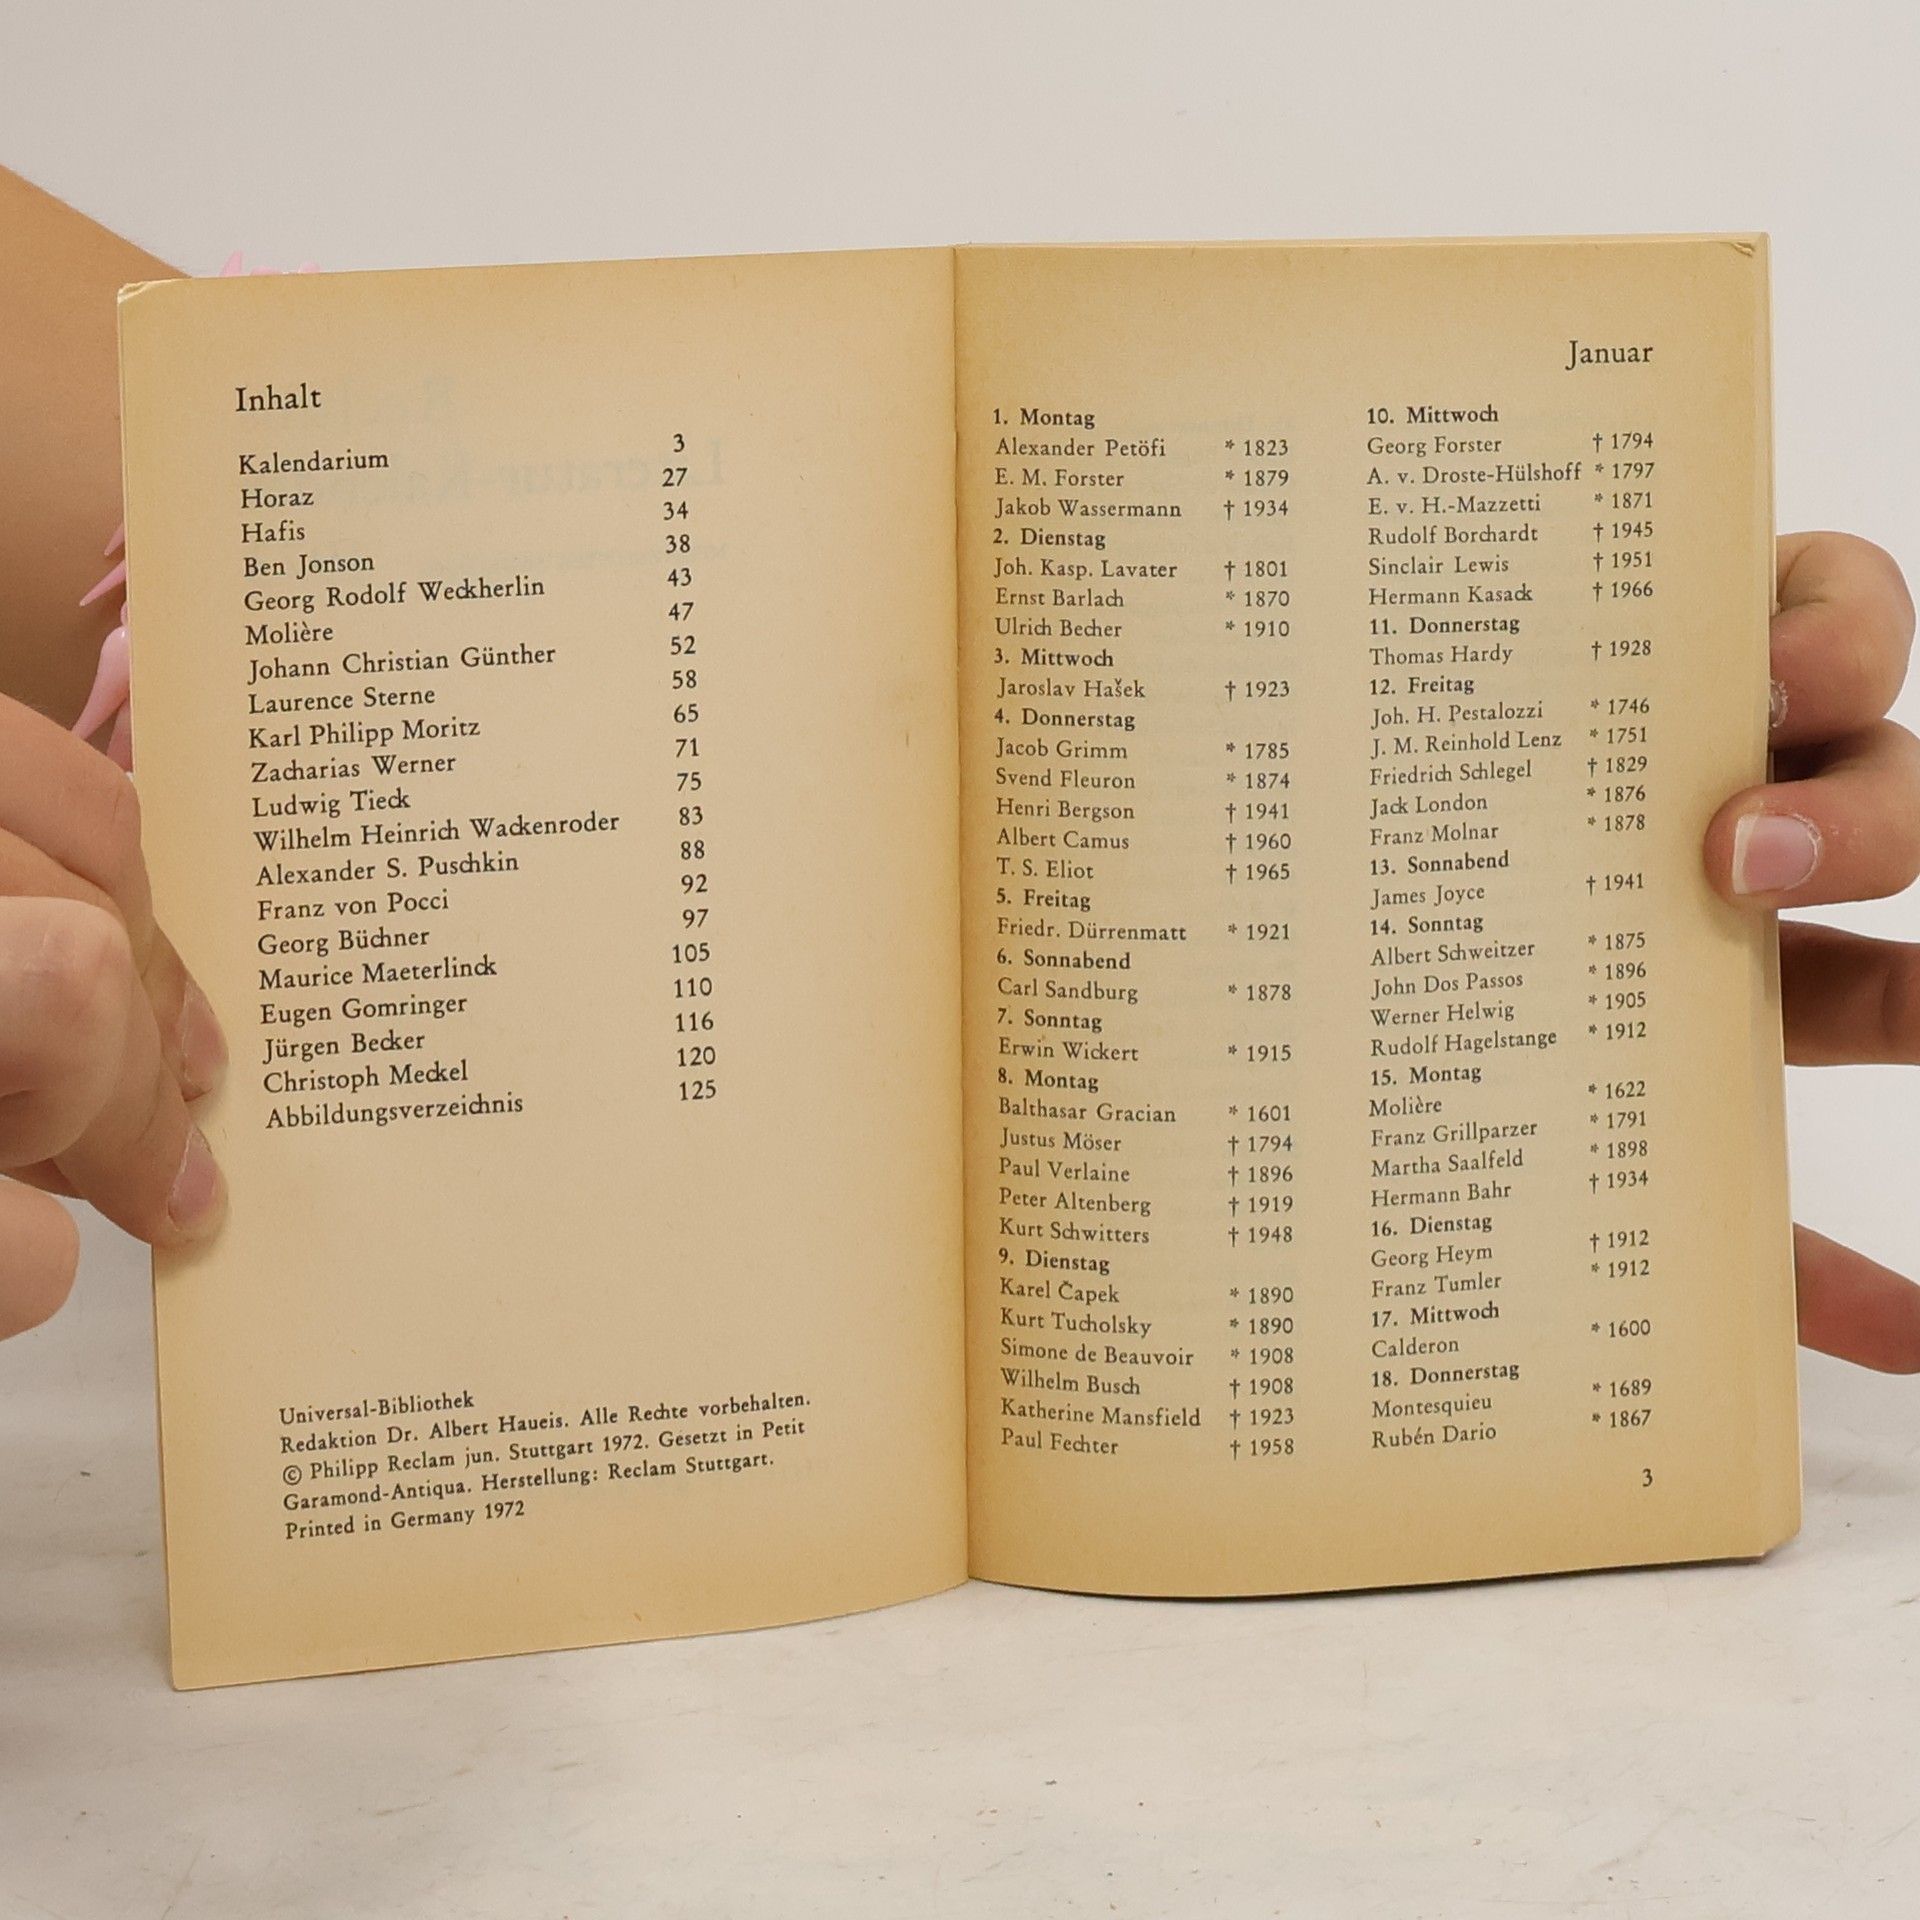 Inhalt
Kalendarium 3
Horaz 27
Hafis 34
Ben Jonson 38
Georg Rodolf Weckherlin 43
Molière 47
Johann Christian Günther 52
Laurence Sterne 58
Karl Philipp Moritz 65
Zacharias Werner 71
Ludwig Tieck 75
Wilhelm Heinrich Wackenroder 83
Alexander S. Puschkin 88
Franz von Pocci 92
Georg Büchner 97
Maurice Maeterlinck 105
Eugen Gomringer 110
Jürgen Becker 116
Christoph Meckel 120
Abbildungsverzeichnis 125
Universal-Bibliothek
Redaktion Dr. Albert Haueis. Alle Rechte vorbehalten.
© Philipp Reclam jun. Stuttgart 1972. Gesetzt in Petit
Garamond-Antiqua. Herstellung: Reclam Stuttgart.
Printed in Germany 1972
Januar
1. Montag
Alexander Petöfi * 1823
E. M. Forster * 1879
Jakob Wassermann † 1934
2. Dienstag
Joh. Kasp. Lavater † 1801
Ernst Barlach * 1870
Ulrich Becher * 1910
3. Mittwoch
Jaroslav Hašek † 1923
4. Donnerstag
Jacob Grimm * 1785
Svend Fleuron * 1874
Henri Bergson † 1941
Albert Camus † 1960
T. S. Eliot † 1965
5. Freitag
Friedr. Dürrenmatt * 1921
6. Sonnabend
Carl Sandburg * 1878
7. Sonntag
Erwin Wickert * 1915
8. Montag
Balthasar Gracian * 1601
Justus Möser † 1794
Paul Verlaine † 1896
Peter Altenberg † 1919
Kurt Schwitters † 1948
9. Dienstag
Karel Čapek * 1890
Kurt Tucholsky * 1890
Simone de Beauvoir * 1908
Wilhelm Busch † 1908
Katherine Mansfield † 1923
Paul Fechter † 1958
10. Mittwoch
Georg Forster † 1794
A. v. Droste-Hülshoff * 1797
E. v. H.-Mazzetti * 1871
Rudolf Borchardt † 1945
Sinclair Lewis † 1951
Hermann Kasack † 1966
11. Donnerstag
Thomas Hardy † 1928
12. Freitag
Joh. H. Pestalozzi * 1746
J. M. Reinhold Lenz * 1751
Friedrich Schlegel † 1829
Jack London * 1876
Franz Molnar * 1878
13. Sonnabend
James Joyce † 1941
14. Sonntag
Albert Schweitzer * 1875
John Dos Passos * 1896
Werner Helwig * 1905
Rudolf Hagelstange * 1912
15. Montag
Molière * 1622
Franz Grillparzer * 1791
Martha Saalfeld * 1898
Hermann Bahr † 1934
16. Dienstag
Georg Heym † 1912
Franz Tumler * 1912
17. Mittwoch
Calderon * 1600
18. Donnerstag
Montesquieu * 1689
Rubén Dario * 1867
3